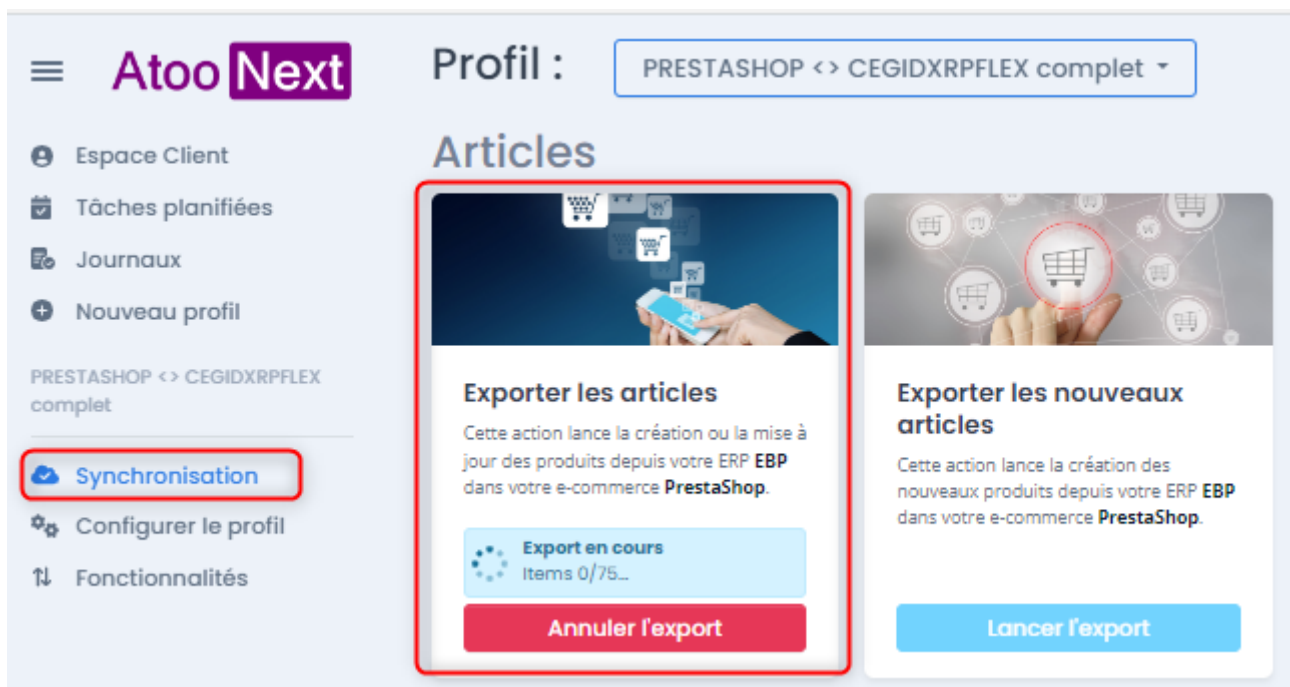 Atoo Next
Profil :
PRESTASHOP <> CEGIDXRPFLEX complet
Espace Client
Tâches planifiées
Journaux
Nouveau profil
PRESTASHOP <> CEGIDXRPFLEX
complet
Synchronisation
Configurer le profil
Fonctionnalités
Articles
Exporter les articles
Cette action lance la création ou la mise à
jour des produits depuis votre ERP EBP
dans votre e-commerce PrestaShop.
Export en cours
Items 0/75...
Annuler l'export
Exporter les nouveaux
articles
Cette action lance la création des
nouveaux produits depuis votre ERP EBP
dans votre e-commerce PrestaShop.
Lancer l'export